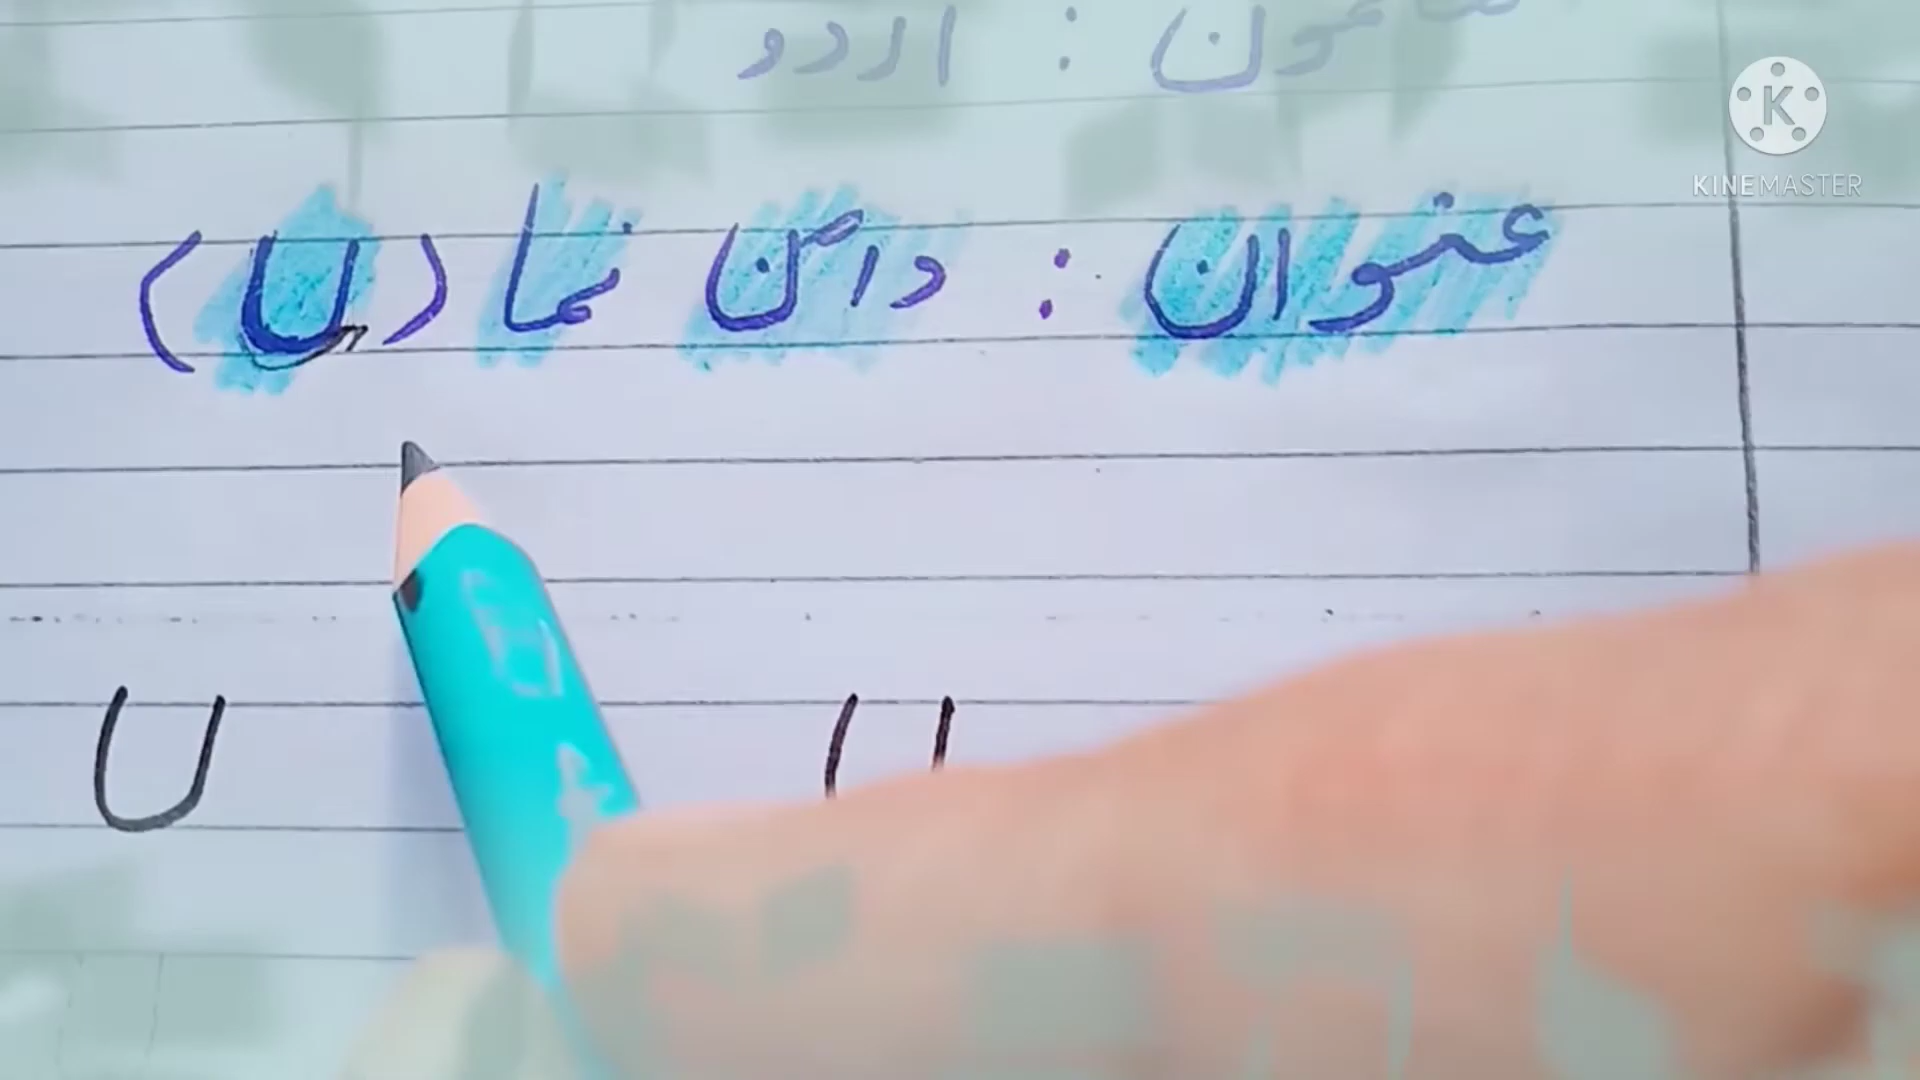 مضمون : اردو
عنوان : دامن نما (ں)
ں ں
KINEMASTER